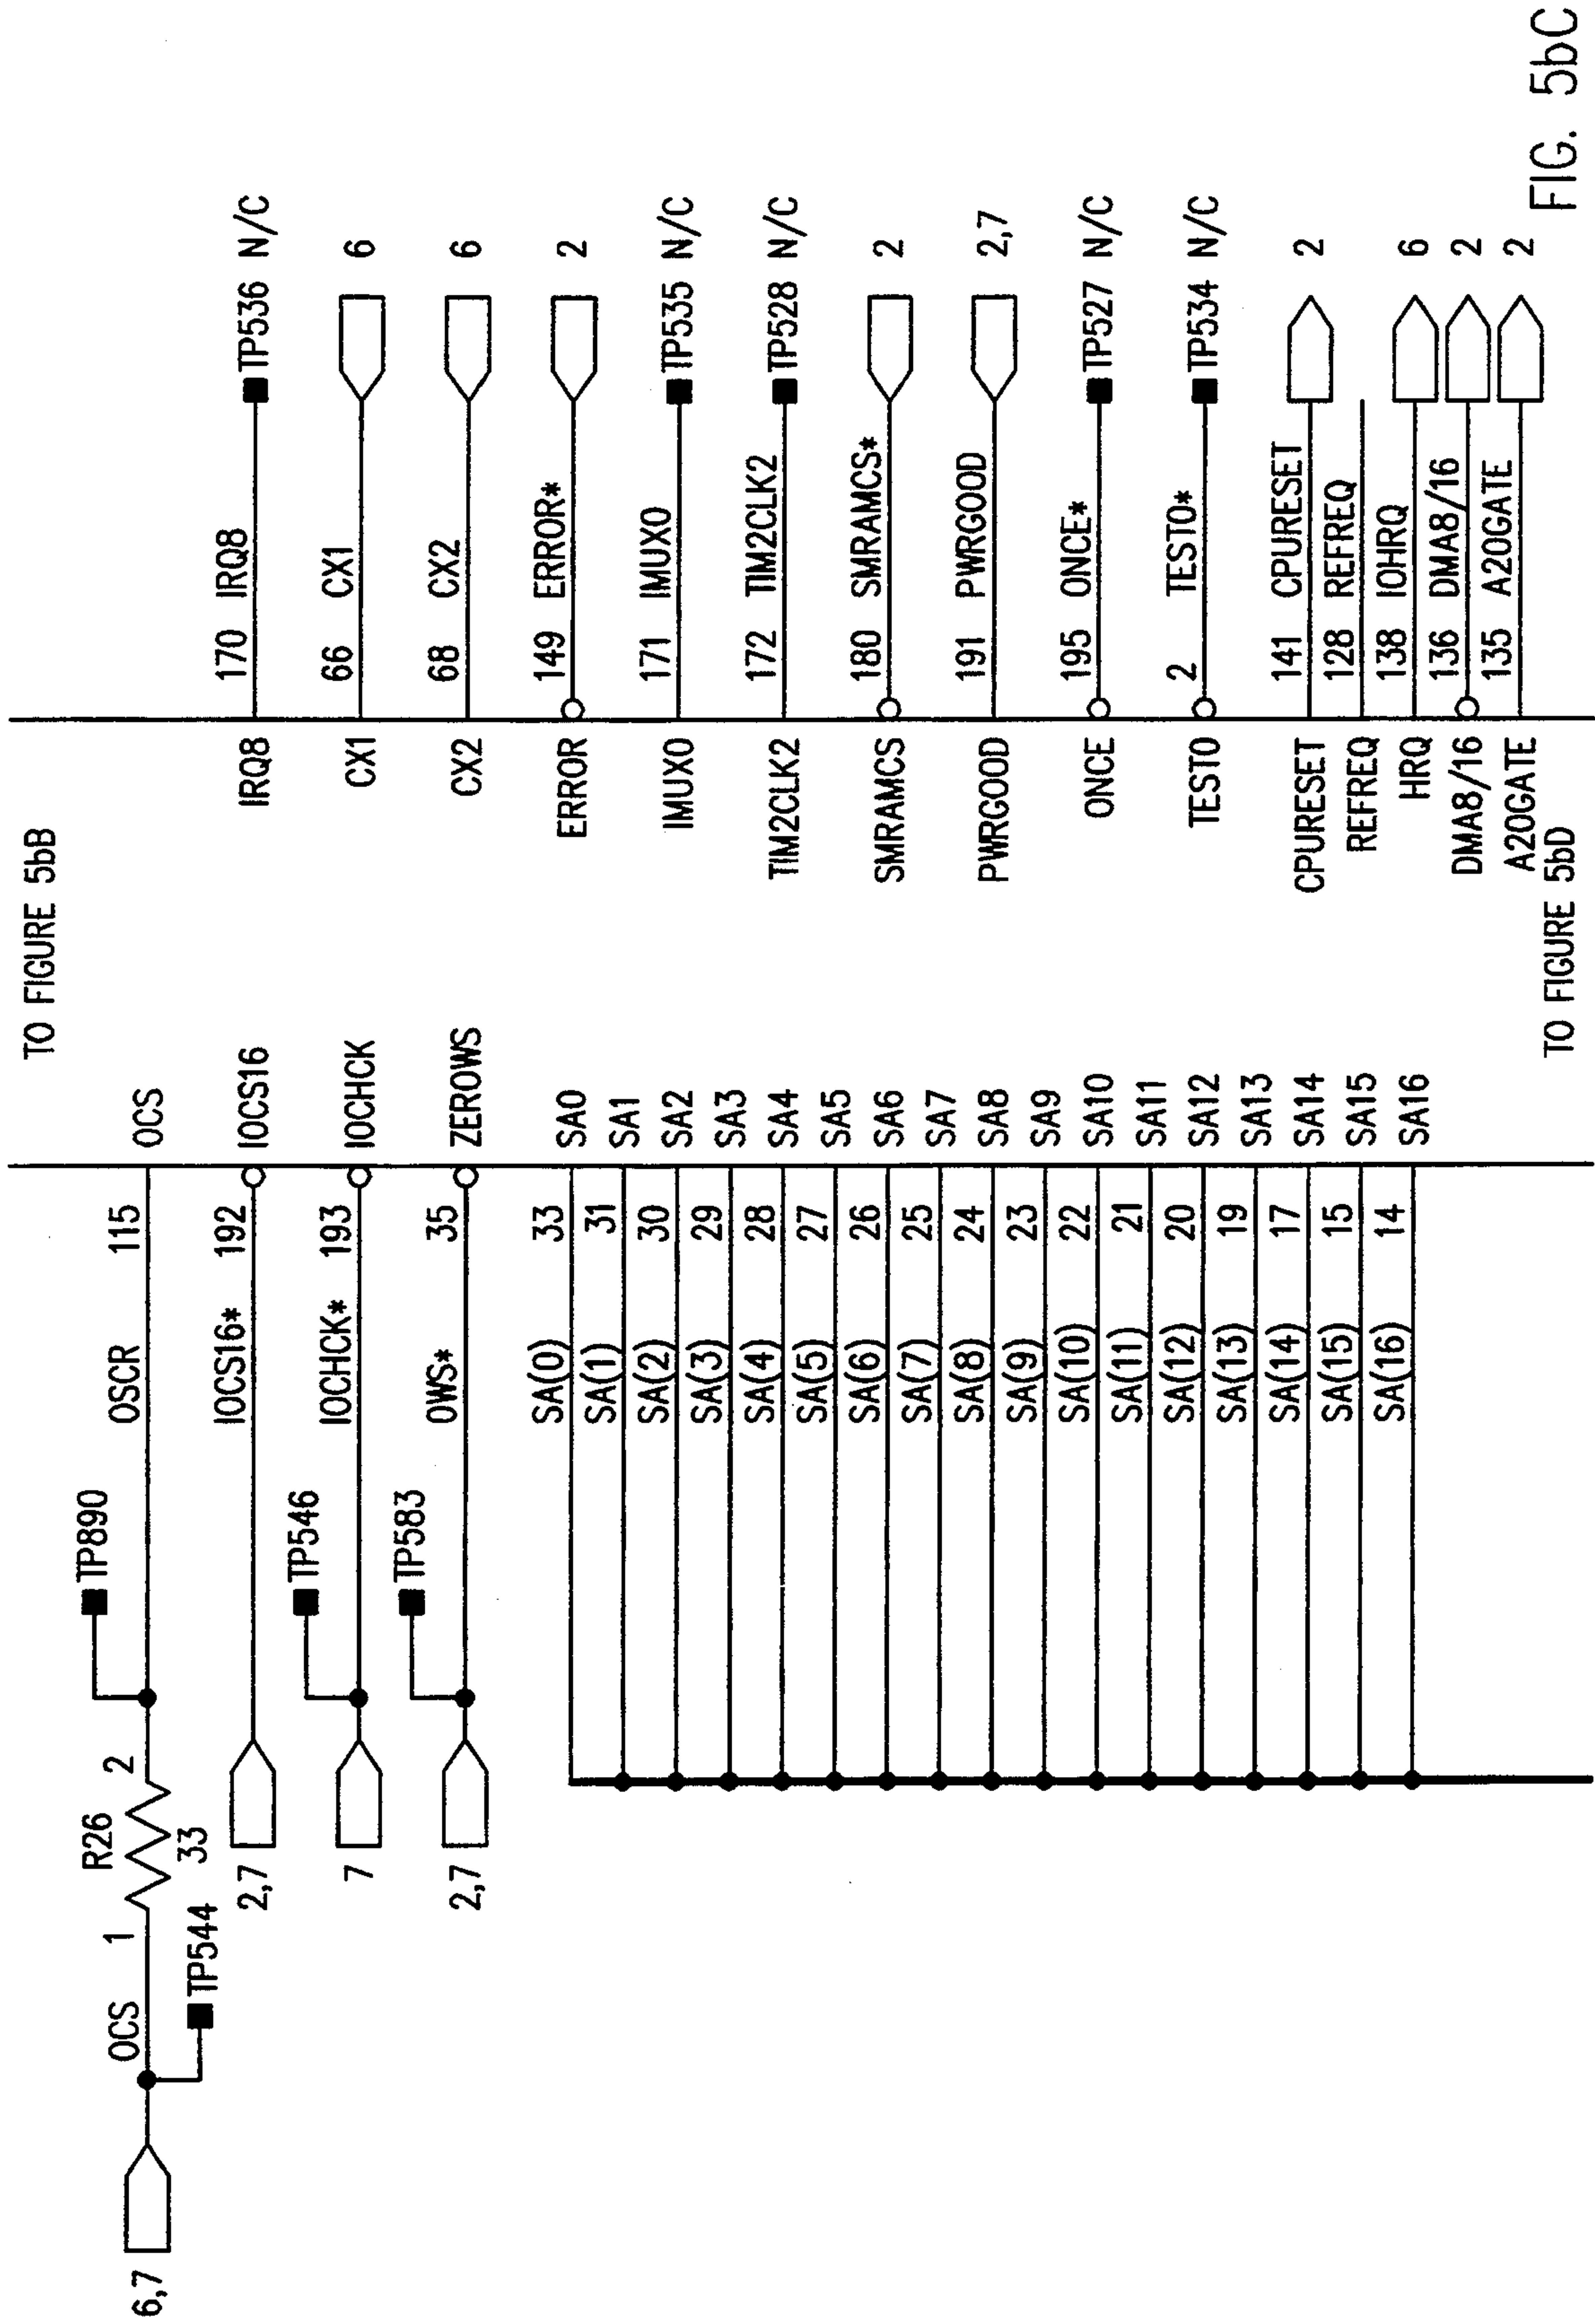 TO FIGURE 5bB
6,7 OCS 1 R26 2 OSCR 115 OCS
33
TP544
TP890
2,7 IOCS16* 192 IOCS16
TP546
7 IOCHCK* 193 IOCHCK
TP583
2,7 OWS* 35 ZEROWS
SA(0) 33 SA0
SA(1) 31 SA1
SA(2) 30 SA2
SA(3) 29 SA3
SA(4) 28 SA4
SA(5) 27 SA5
SA(6) 26 SA6
SA(7) 25 SA7
SA(8) 24 SA8
SA(9) 23 SA9
SA(10) 22 SA10
SA(11) 21 SA11
SA(12) 20 SA12
SA(13) 19 SA13
SA(14) 17 SA14
SA(15) 15 SA15
SA(16) 14 SA16
IRQ8 170 IRQ8 TP536 N/C
CX1 66 CX1 6
CX2 68 CX2 6
ERROR 149 ERROR* 2
IMUX0 171 IMUX0 TP535 N/C
TIM2CLK2 172 TIM2CLK2 TP528 N/C
SMRAMCS 180 SMRAMCS* 2
PWRGOOD 191 PWRGOOD 2,7
ONCE 195 ONCE* TP527 N/C
TEST0 2 TEST0* TP534 N/C
CPURESET 141 CPURESET 2
REFREQ 128 REFREQ
HRQ 138 IOHRQ 6
DMA8/16 136 DMA8/16 2
A20GATE 135 A20GATE 2
TO FIGURE 5bD
FIG. 5bC